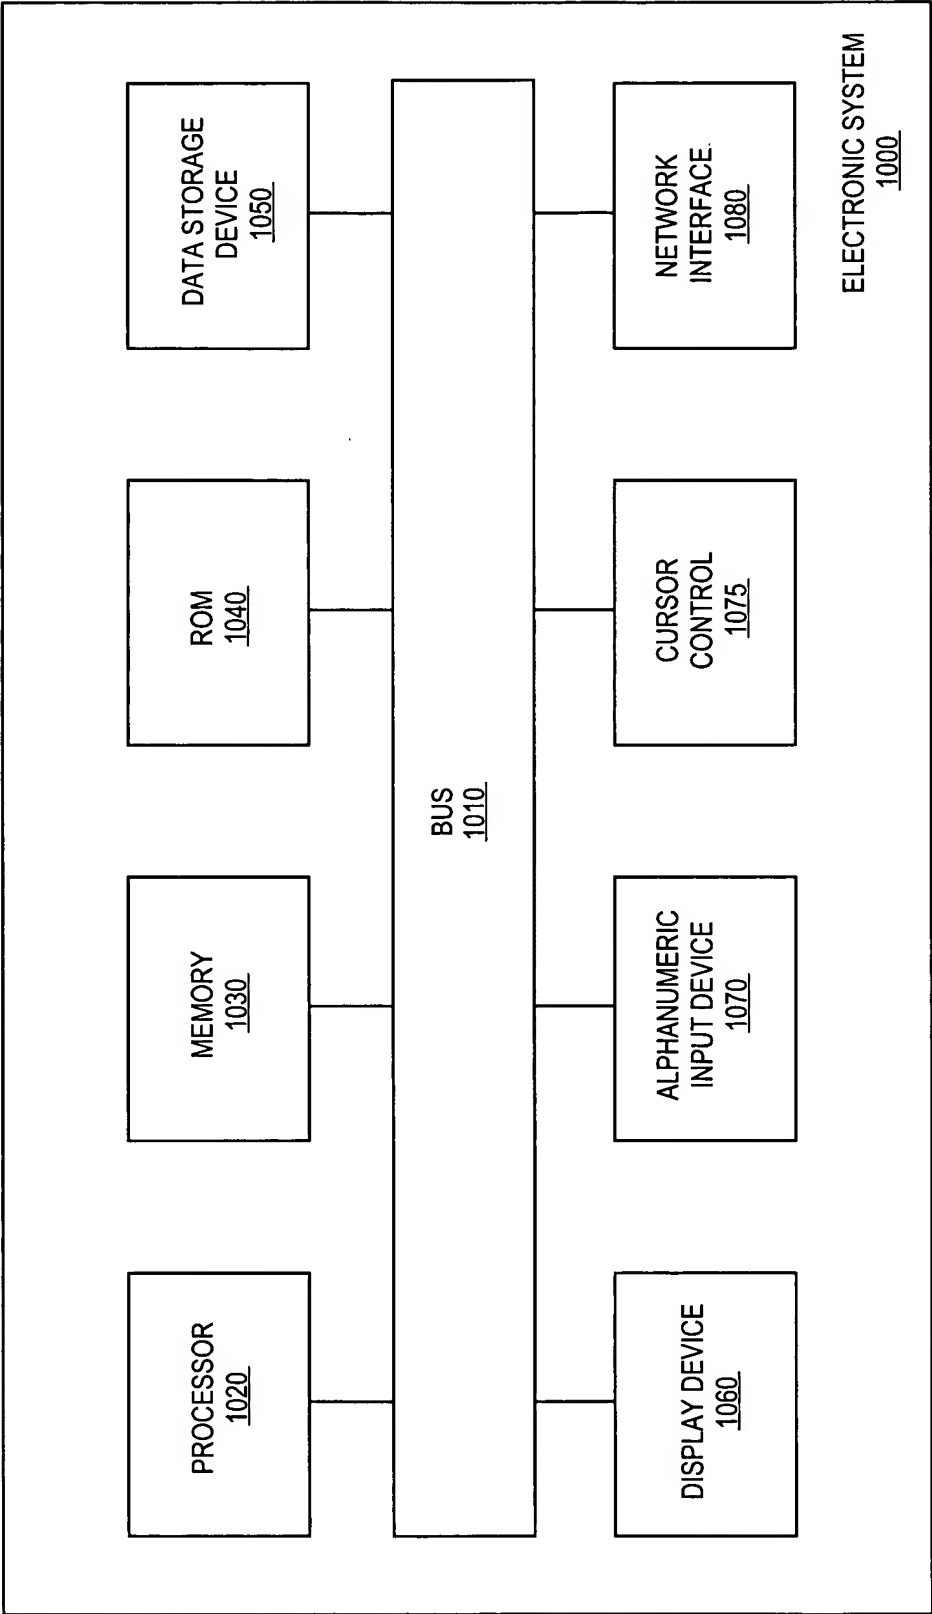 PROCESSOR
1020
MEMORY
1030
ROM
1040
DATA STORAGE
DEVICE
1050
BUS
1010
DISPLAY DEVICE
1060
ALPHANUMERIC
INPUT DEVICE
1070
CURSOR
CONTROL
1075
NETWORK
INTERFACE
1080
ELECTRONIC SYSTEM
1000